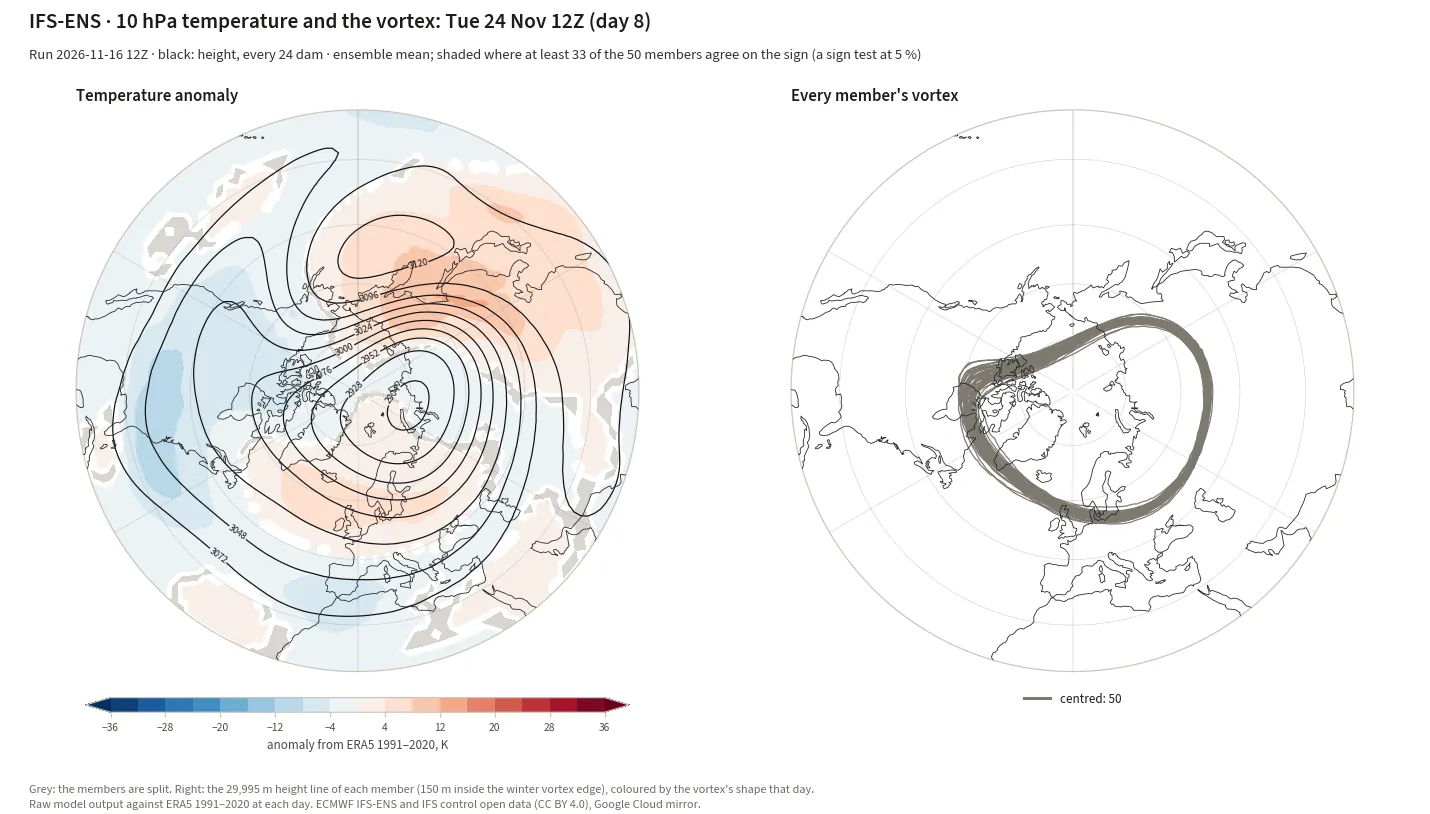 IFS-ENS · 10 hPa temperature and the vortex: Tue 24 Nov 12Z (day 8)
Run 2026-11-16 12Z · black: height, every 24 dam · ensemble mean; shaded where at least 33 of the 50 members agree on the sign (a sign test at 5 %)
Temperature anomaly
Every member's vortex
3120
3096
3024
3000
2952
2928
3048
3072
−36 −28 −20 −12 −4 4 12 20 28 36
anomaly from ERA5 1991–2020, K
centred: 50
Grey: the members are split. Right: the 29,995 m height line of each member (150 m inside the winter vortex edge), coloured by the vortex's shape that day.
Raw model output against ERA5 1991–2020 at each day. ECMWF IFS-ENS and IFS control open data (CC BY 4.0), Google Cloud mirror.